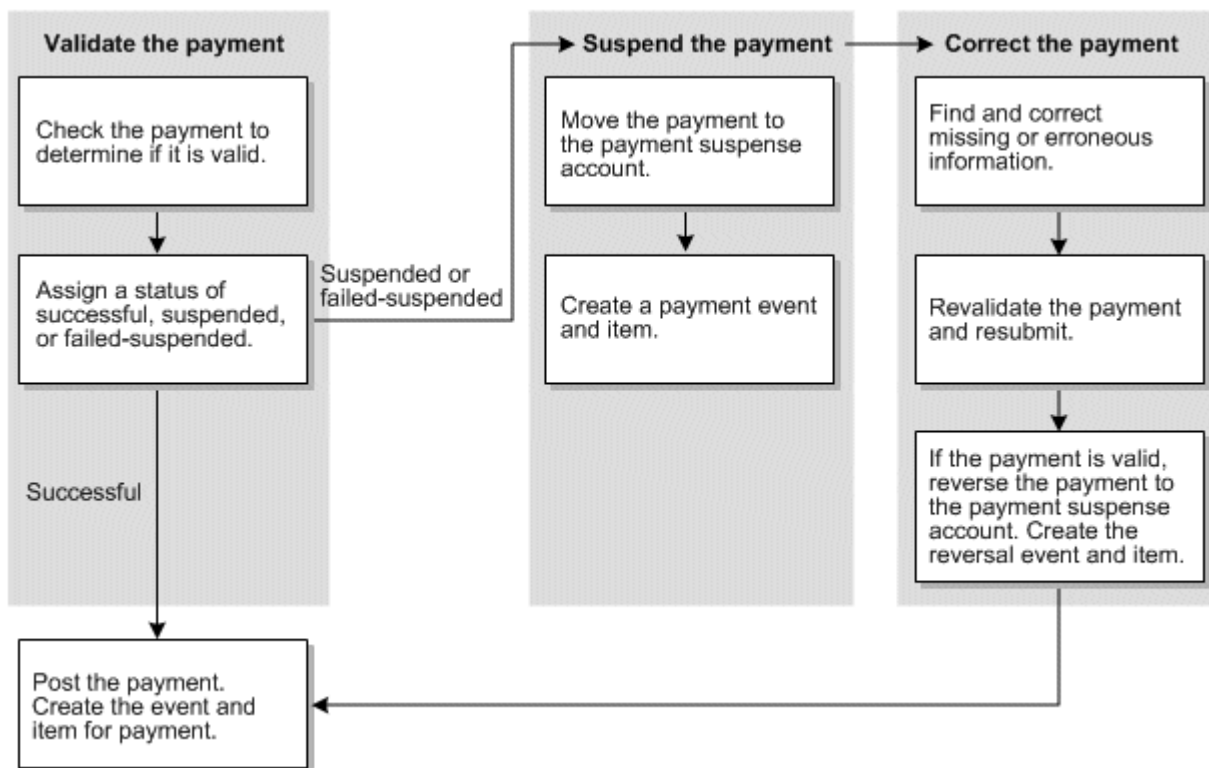 Validate the payment
Check the payment to
determine if it is valid.
Assign a status of
successful, suspended,
or failed-suspended.
Suspended or
failed-suspended
Successful
Post the payment.
Create the event and
item for payment.
Suspend the payment
Move the payment to
the payment suspense
account.
Create a payment event
and item.
Correct the payment
Find and correct
missing or erroneous
information.
Revalidate the payment
and resubmit.
If the payment is valid,
reverse the payment to
the payment suspense
account. Create the
reversal event and item.